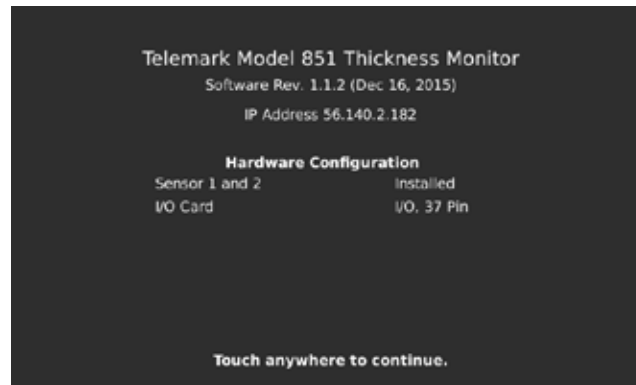 Telemark Model 851 Thickness Monitor
Software Rev. 1.1.2 (Dec 16, 2015)
IP Address 56.140.2.182
Hardware Configuration
Sensor 1 and 2 Installed
I/O Card I/O, 37 Pin
Touch anywhere to continue.